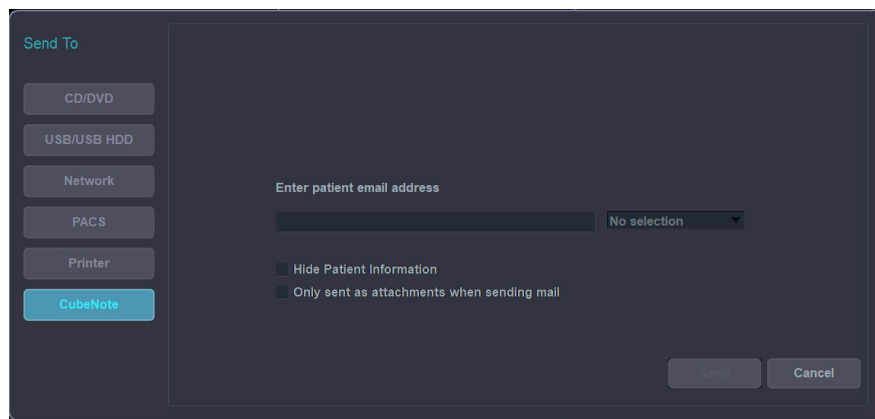 Send To
CD/DVD
USB/USB HDD
Network
PACS
Printer
CubeNote
Enter patient email address
No selection
Hide Patient Information
Only sent as attachments when sending mail
Send
Cancel